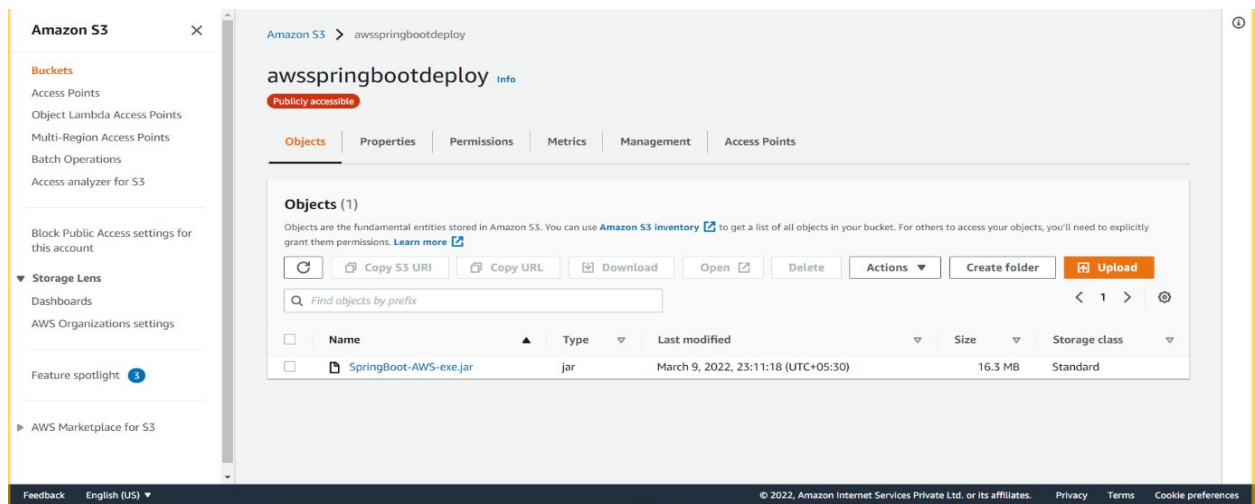 Amazon S3
Buckets
Access Points
Object Lambda Access Points
Multi-Region Access Points
Batch Operations
Access analyzer for S3
Block Public Access settings for
this account
Storage Lens
Dashboards
AWS Organizations settings
Feature spotlight 3
AWS Marketplace for S3
Amazon S3 > awsspringbootdeploy
awsspringbootdeploy Info
Publicly accessible
Objects Properties Permissions Metrics Management Access Points
Objects (1)
Objects are the fundamental entities stored in Amazon S3. You can use Amazon S3 inventory to get a list of all objects in your bucket. For others to access your objects, you'll need to explicitly
grant them permissions. Learn more
Copy S3 URI Copy URL Download Open Delete Actions Create folder Upload
Find objects by prefix 1
Name Type Last modified Size Storage class
SpringBoot-AWS-exe.jar jar March 9, 2022, 23:11:18 (UTC+05:30) 16.3 MB Standard
Feedback English (US) © 2022, Amazon Internet Services Private Ltd. or its affiliates. Privacy Terms Cookie preferences